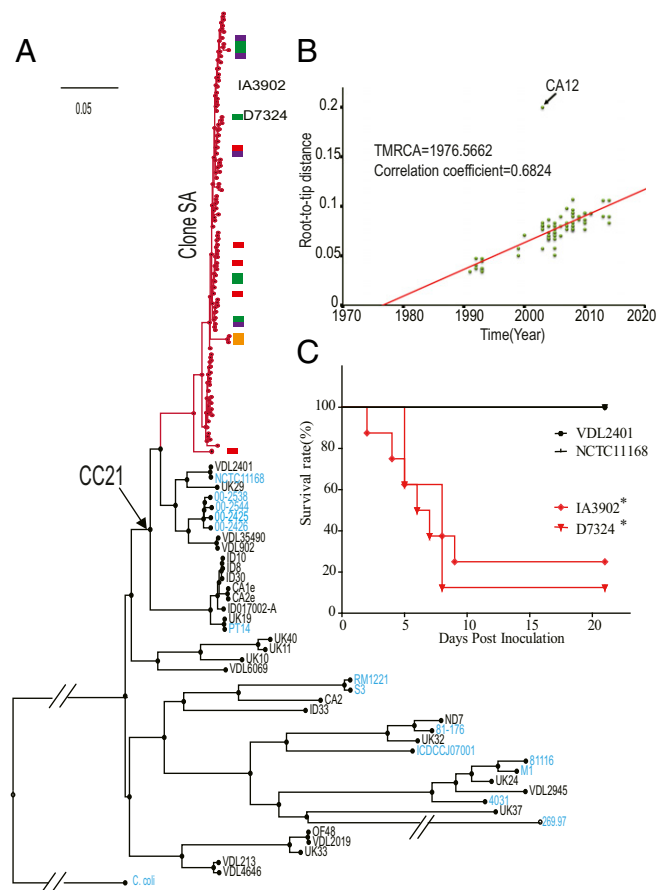 A
0.05
Clone SA
IA3902
D7324
CC21
VDL2401
NCTC11168
UK29
00-2538
00-2544
00-2425
00-2426
VDL35490
VDL902
ID10
ID8
ID30
CA1e
CA2e
ID017002-A
UK19
PT14
UK40
UK11
UK10
VDL6069
RM1221
S3
CA2
ID33
ND7
81-176
UK32
ICDCCJ07001
81116
M1
UK24
VDL2945
4031
UK37
269.97
OF48
VDL2019
UK33
VDL213
VDL4646
C. coli
B
CA12
TMRCA=1976.5662
Correlation coefficient=0.6824
Root-to-tip distance
0.2
0.15
0.1
0.05
0
1970
1980
1990
2000
2010
2020
Time(Year)
C
Survival rate(%)
100
80
60
40
20
0
VDL2401
NCTC11168
IA3902*
D7324 *
0
5
10
15
20
Days Post Inoculation